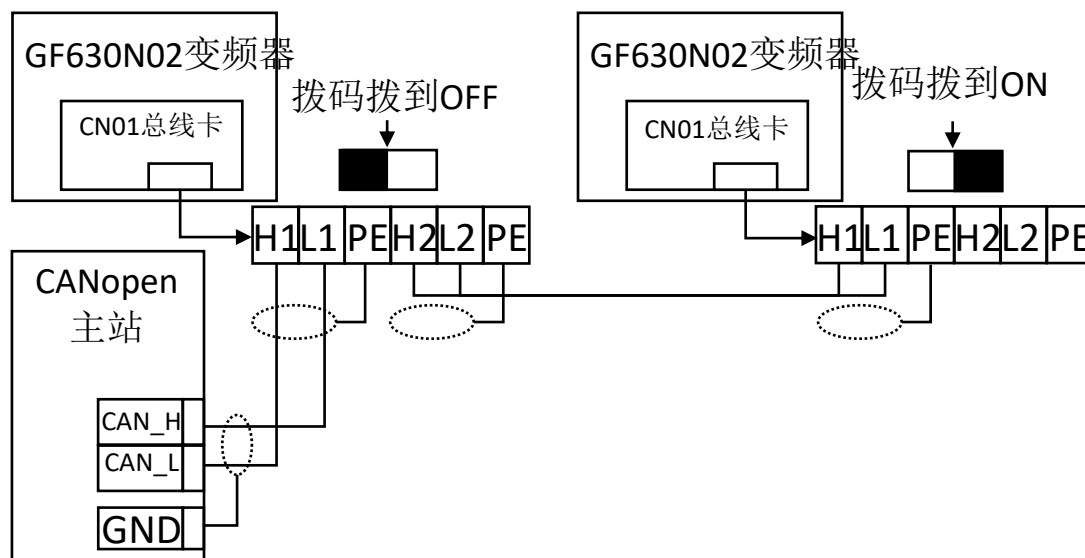 GF630N02变频器
CN01总线卡
拨码拨到OFF
H1 L1 PE H2 L2 PE
GF630N02变频器
CN01总线卡
拨码拨到ON
H1 L1 PE H2 L2 PE
CANopen
主站
CAN_H
CAN_L
GND